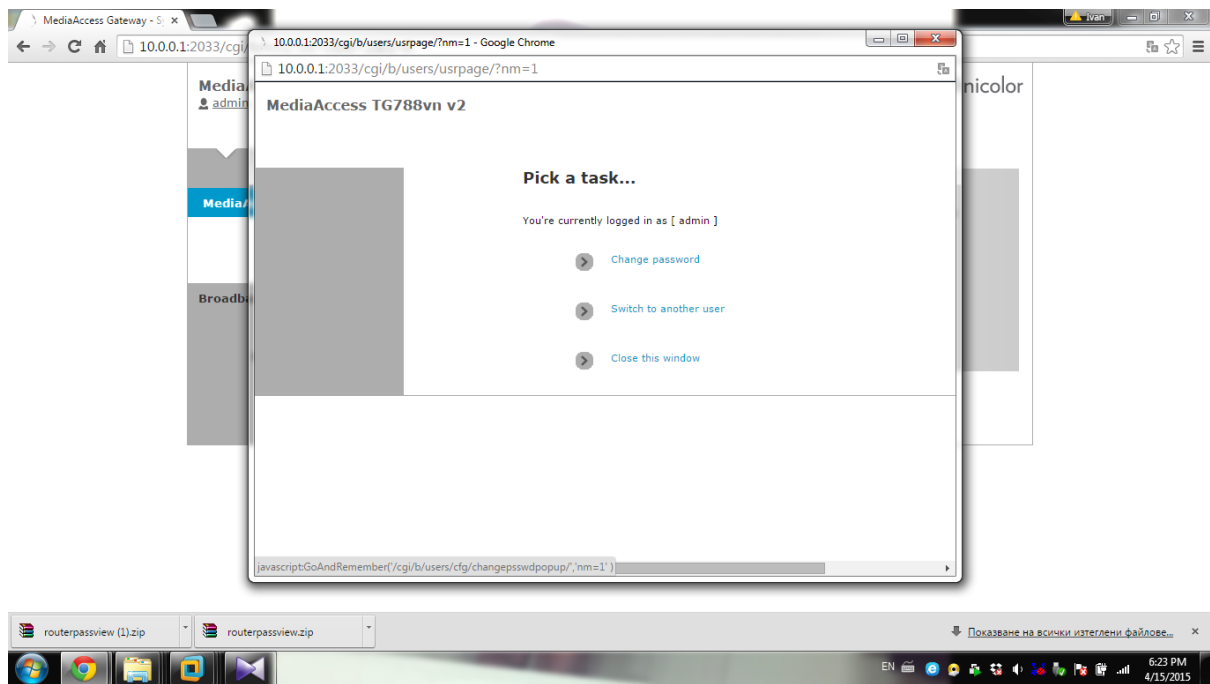 MediaAccess Gateway - S
Ivan
10.0.0.1:2033/cgi/
10.0.0.1:2033/cgi/b/users/usrpage/?nm=1 - Google Chrome
10.0.0.1:2033/cgi/b/users/usrpage/?nm=1
Media
admin
nicolor
MediaAccess TG788vn v2
MediaA
Broadba
Pick a task...
You're currently logged in as [ admin ]
Change password
Switch to another user
Close this window
javascript:GoAndRemember('/cgi/b/users/cfg/changepsswdpopup/','nm=1' )
routerpassview (1).zip
routerpassview.zip
Показване на всички изтеглени файлове...
EN
6:23 PM
4/15/2015